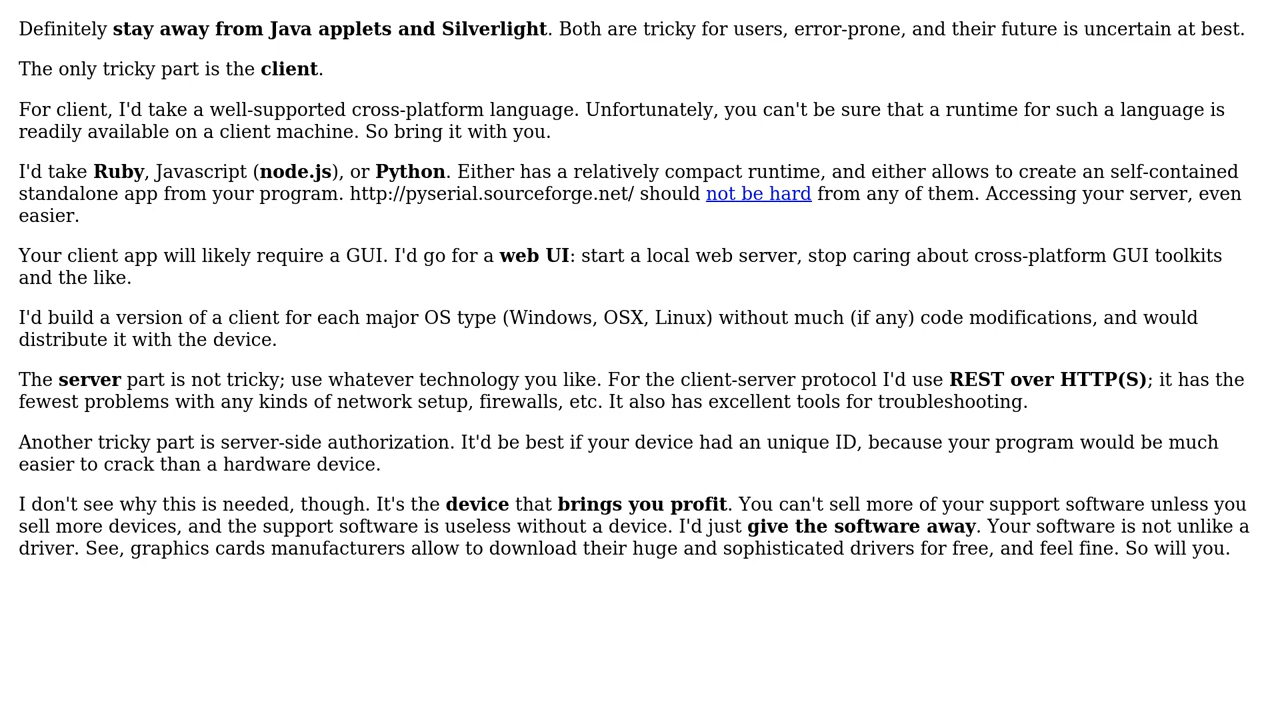 Definitely stay away from Java applets and Silverlight. Both are tricky for users, error-prone, and their future is uncertain at best.
The only tricky part is the client.
For client, I'd take a well-supported cross-platform language. Unfortunately, you can't be sure that a runtime for such a language is
readily available on a client machine. So bring it with you.
I'd take Ruby, Javascript (node.js), or Python. Either has a relatively compact runtime, and either allows to create an self-contained
standalone app from your program. http://pyserial.sourceforge.net/ should not be hard from any of them. Accessing your server, even
easier.
Your client app will likely require a GUI. I'd go for a web UI: start a local web server, stop caring about cross-platform GUI toolkits
and the like.
I'd build a version of a client for each major OS type (Windows, OSX, Linux) without much (if any) code modifications, and would
distribute it with the device.
The server part is not tricky; use whatever technology you like. For the client-server protocol I'd use REST over HTTP(S); it has the
fewest problems with any kinds of network setup, firewalls, etc. It also has excellent tools for troubleshooting.
Another tricky part is server-side authorization. It'd be best if your device had an unique ID, because your program would be much
easier to crack than a hardware device.
I don't see why this is needed, though. It's the device that brings you profit. You can't sell more of your support software unless you
sell more devices, and the support software is useless without a device. I'd just give the software away. Your software is not unlike a
driver. See, graphics cards manufacturers allow to download their huge and sophisticated drivers for free, and feel fine. So will you.